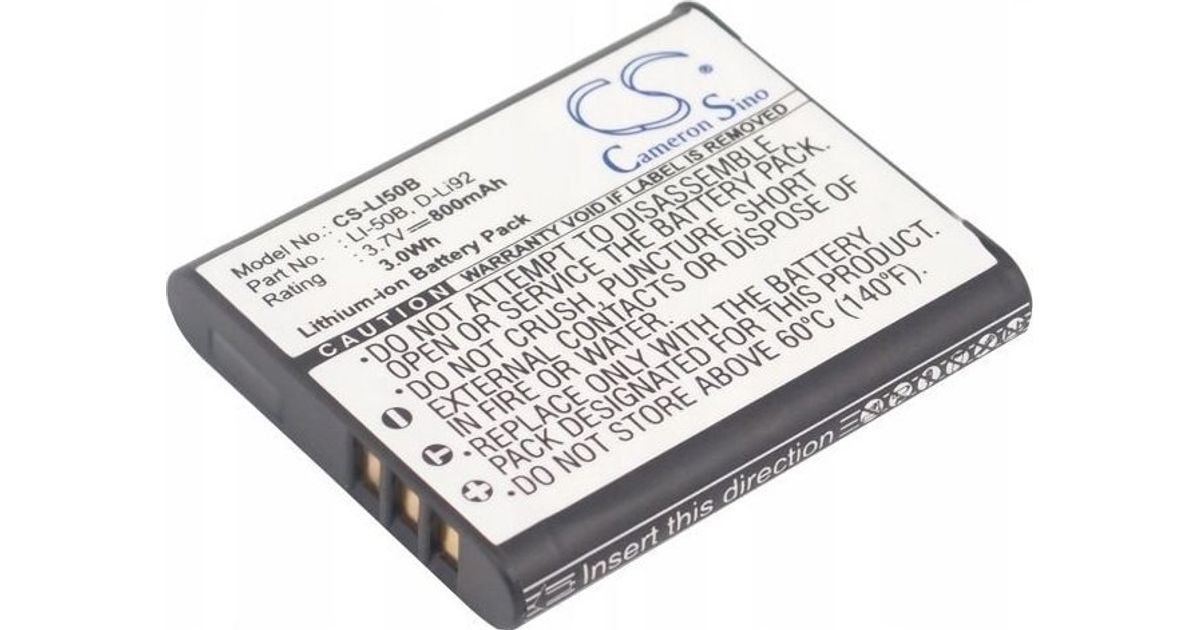 CS ®
Cameron Sino
Model No.: CS-LI50B
Part No. : LI-50B, D-Li92
Rating : 3.7V 800mAh
3.0Wh
Lithium-ion Battery Pack
CAUTION WARRANTY VOID IF LABEL IS REMOVED
•DO NOT ATTEMPT TO DISASSEMBLE,
OPEN OR SERVICE BATTERY PACK.
•DO NOT CRUSH, PUNCTURE, SHORT
EXTERNAL CONTACTS OR DISPOSE OF
IN FIRE OR WATER.
•REPLACE ONLY WITH THE BATTERY
PACK DESIGNATED FOR THIS PRODUCT.
•DO NOT STORE ABOVE 60°C (140°F).
- T +
Insert this direction